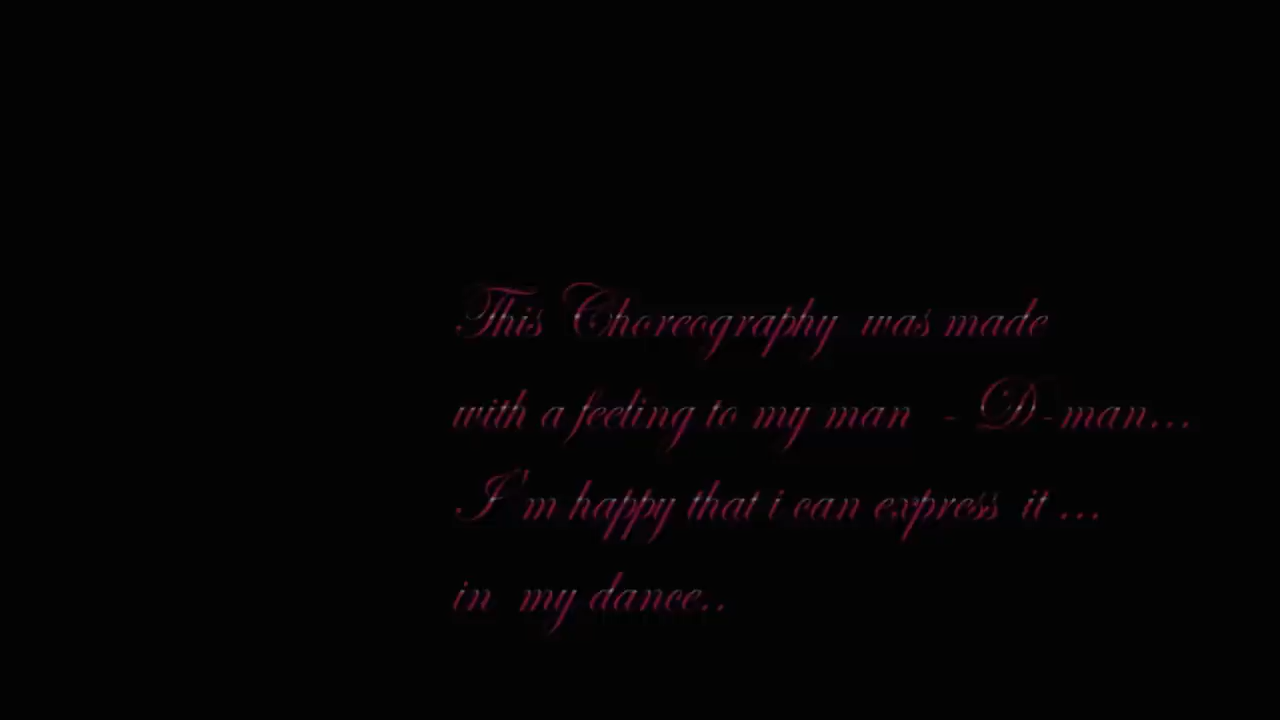 This Choreography was made
with a feeling to my man - D-man...
I'm happy that i can express it ...
in my dance..